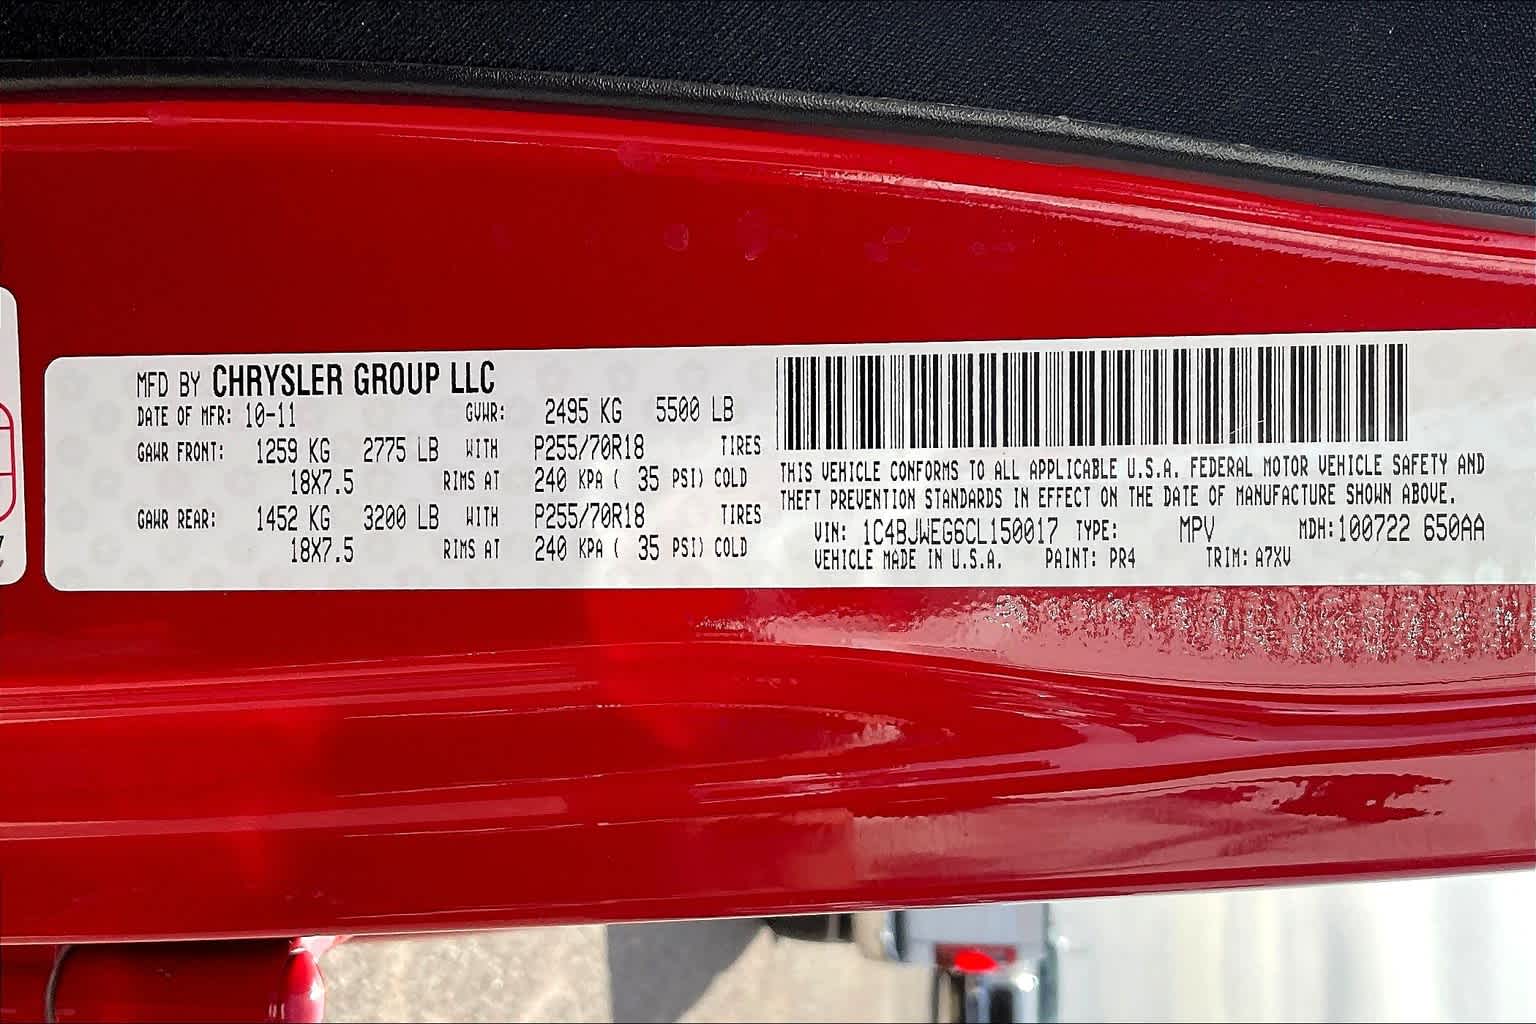 MFD BY CHRYSLER GROUP LLC
DATE OF MFR: 10-11 GVWR: 2495 KG 5500 LB
GAWR FRONT: 1259 KG 2775 LB WITH P255/70R18 TIRES
18X7.5 RIMS AT 240 KPA ( 35 PSI) COLD
GAWR REAR: 1452 KG 3200 LB WITH P255/70R18 TIRES
18X7.5 RIMS AT 240 KPA ( 35 PSI) COLD
THIS VEHICLE CONFORMS TO ALL APPLICABLE U.S.A. FEDERAL MOTOR VEHICLE SAFETY AND
THEFT PREVENTION STANDARDS IN EFFECT ON THE DATE OF MANUFACTURE SHOWN ABOVE.
VIN: 1C4BJWEG6CL150017 TYPE: MPV MDH:100722 650AA
VEHICLE MADE IN U.S.A. PAINT: PR4 TRIM: A7XV